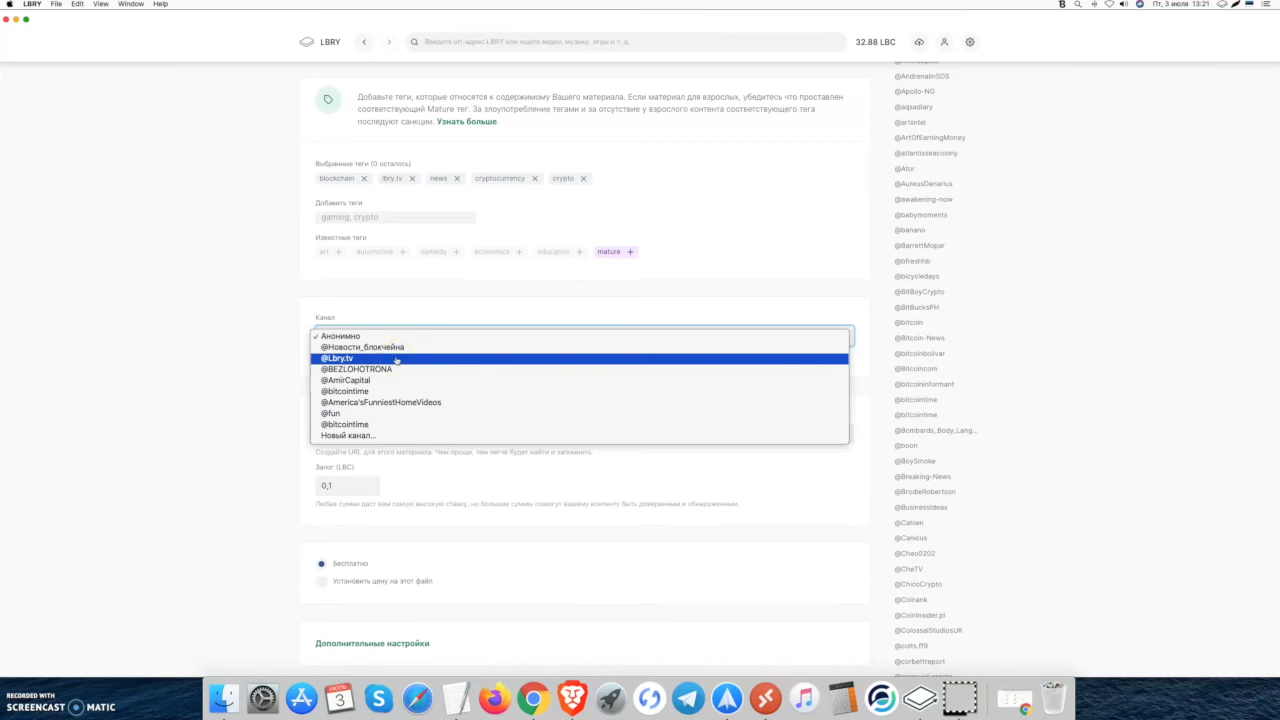 LBRY File Edit View Window Help
Пт, 3 июля 13:21
LBRY
Введите url-адрес LBRY или ищите видео, музыку, игры и т. д.
32.88 LBC
Добавьте теги, которые относятся к содержимому Вашего материала. Если материал для взрослых, убедитесь что проставлен
соответствующий Mature тег. За злоупотребление тегами и за отсутствие у взрослого контента соответствующего тега
последуют санкции. Узнать больше.
Выбранные теги (0 осталось)
blockchain lbry.tv news cryptocurrency crypto
Добавить теги
gaming, crypto
Известные теги
art automotive comedy economics education mature
Канал
Анонимно
@Новости_блокчейна
@Lbry.tv
@BEZLOHOTRONA
@AmirCapital
@bitcointime
@America'sFunniestHomeVideos
@fun
@bitcointime
Новый канал...
Создайте URL для этого материала. Чем проще, тем легче будет найти и запомнить.
Залог (LBC)
0,1
Любая сумма даст вам самую высокую ставку, но большие суммы помогут вашему контенту быть доверенным и обнаруженным.
Бесплатно
Установить цену на этот файл
Дополнительные настройки
@AndrenalinSDS
@Apollo-NG
@aqsadiary
@artiintel
@ArtOfEarningMoney
@atlantisseacolony
@Ator
@AureusDenarius
@awakening-now
@babymoments
@banano
@BarrettMopar
@bfreshhb
@bicycledays
@BitBoyCrypto
@BitBucksPH
@bitcoin
@Bitcoin-News
@bitcoinbolivar
@Bitcoincom
@bitcoininformant
@bitcointime
@bitcointime
@Bombards_Body_Lang...
@boon
@BoySmoke
@Breaking-News
@BrodieRobertson
@BusinessIdeas
@Cahlen
@Canicus
@Cheo0202
@CheTV
@ChicoCrypto
@Coinank
@CoinInsider.pl
@ColossalStudiosUK
@colts.ff9
@corbettreport
ИЮЛЬ
3
RECORDED WITH
SCREENCAST MATIC